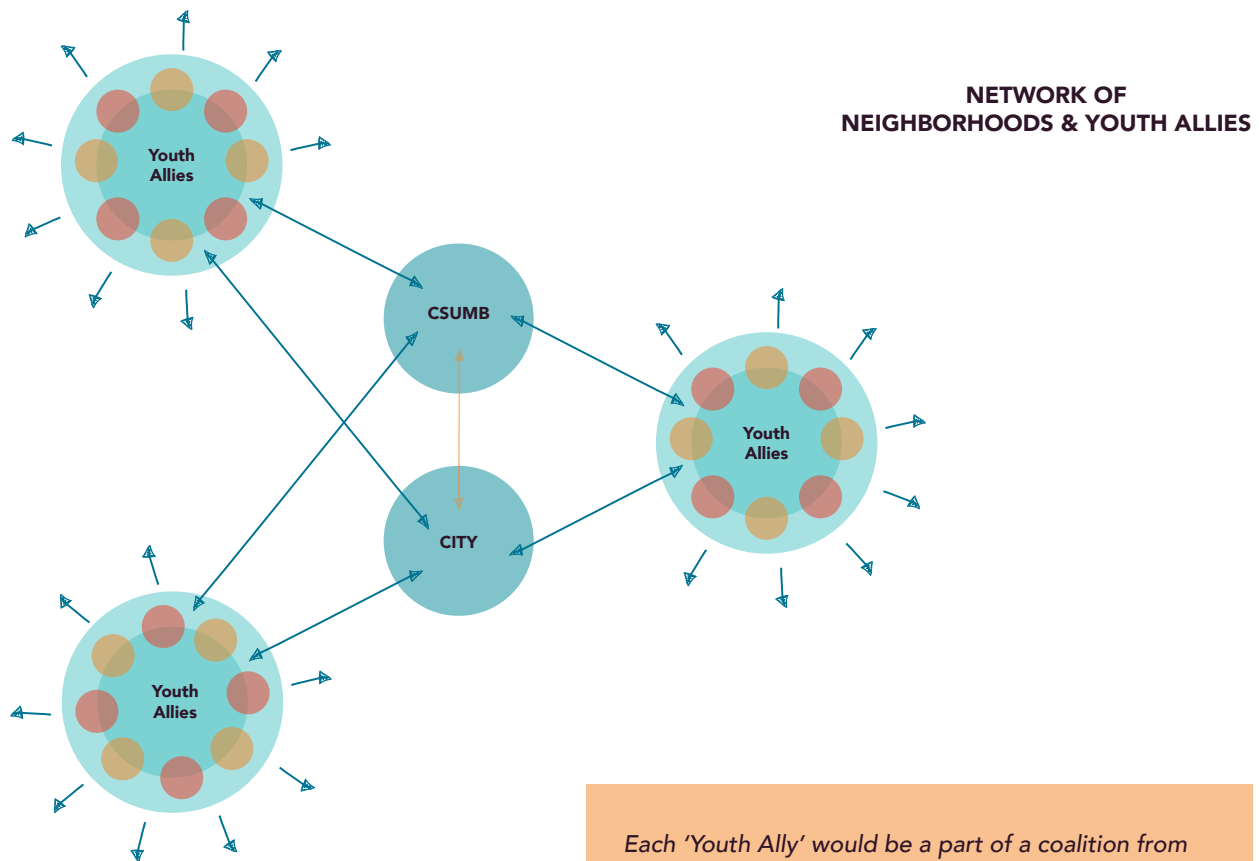 NETWORK OF
NEIGHBORHOODS & YOUTH ALLIES
Youth
Allies
CSUMB
Youth
Allies
CITY
Youth
Allies
Each ‘Youth Ally’ would be a part of a coalition from